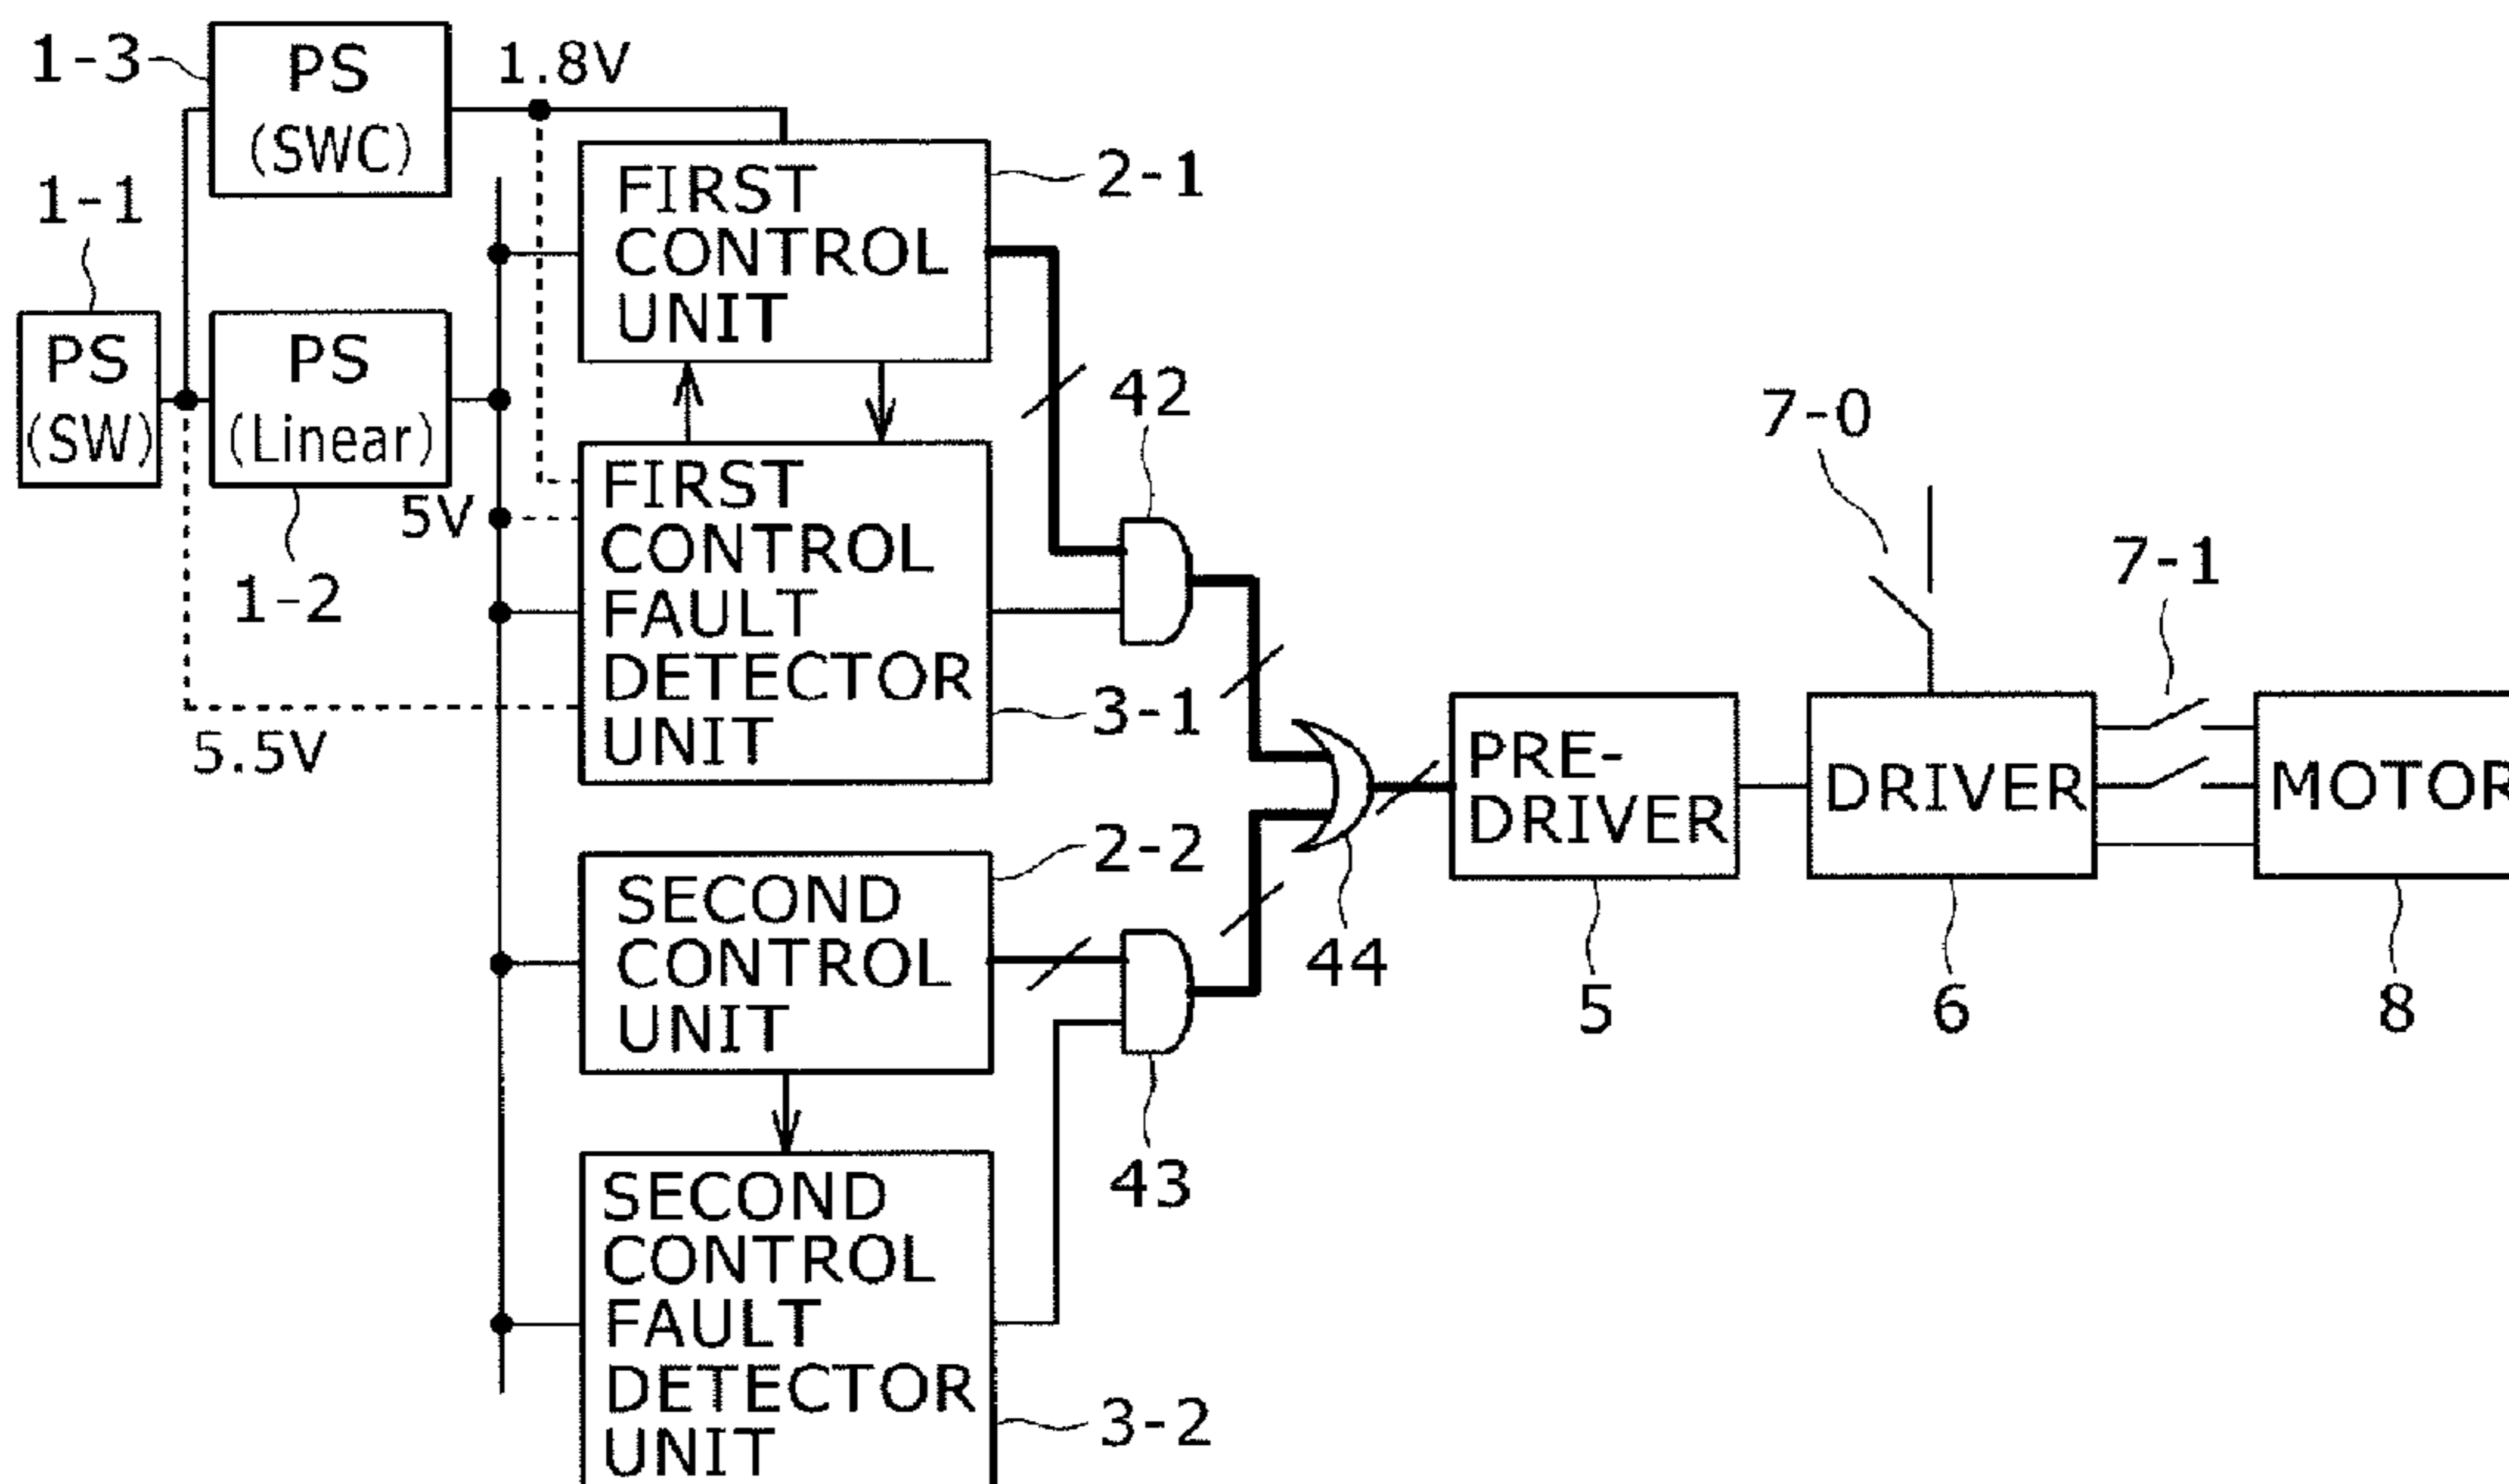 1-3
PS
(SWC)
1.8V
1-1
PS
(SW)
PS
(Linear)
5V
1-2
5.5V
FIRST
CONTROL
UNIT
2-1
42
FIRST
CONTROL
FAULT
DETECTOR
UNIT
3-1
SECOND
CONTROL
UNIT
2-2
43
SECOND
CONTROL
FAULT
DETECTOR
UNIT
3-2
44
PRE-
DRIVER
5
7-0
DRIVER
6
7-1
MOTOR
8